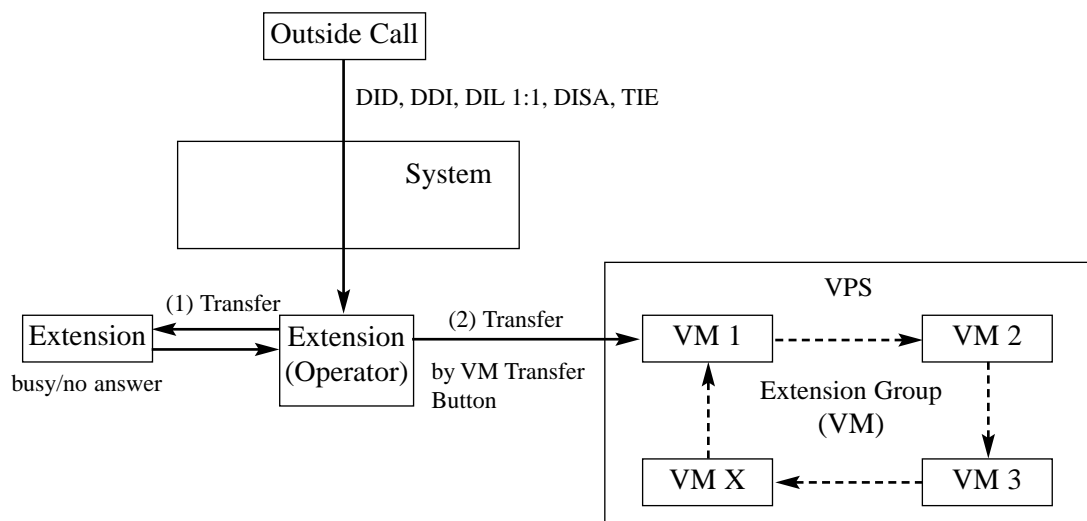 Outside Call
DID, DDI, DIL 1:1, DISA, TIE
System
VPS
(1) Transfer
(2) Transfer
Extension
Extension
(Operator)
VM 1
VM 2
busy/no answer
by VM Transfer
Button
Extension Group
(VM)
VM X
VM 3